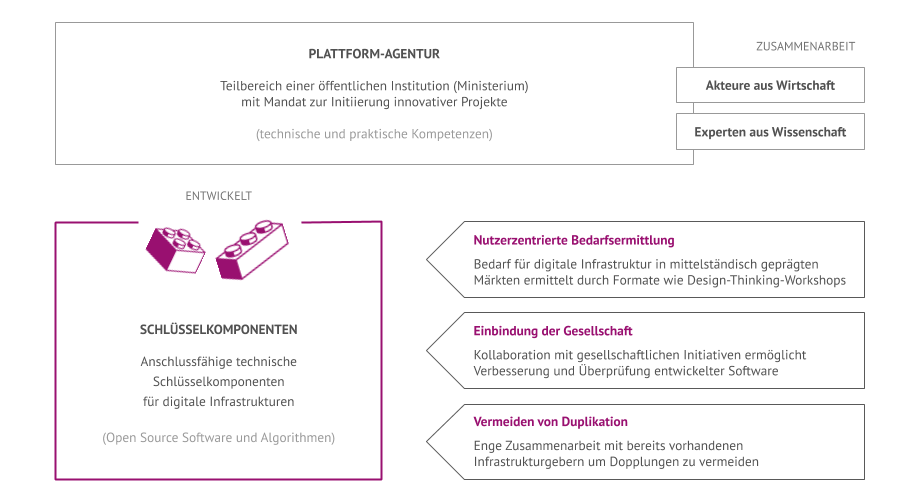 PLATTFORM-AGENTUR
Teilbereich einer öffentlichen Institution (Ministerium)
mit Mandat zur Initiierung innovativer Projekte
(technische und praktische Kompetenzen)
ZUSAMMENARBEIT
Akteure aus Wirtschaft
Experten aus Wissenschaft
ENTWICKELT
SCHLÜSSELKOMPONENTEN
Anschlussfähige technische
Schlüsselkomponenten
für digitale Infrastrukturen
(Open Source Software und Algorithmen)
Nutzerzentrierte Bedarfsermittlung
Bedarf für digitale Infrastruktur in mittelständisch geprägten
Märkten ermittelt durch Formate wie Design-Thinking-Workshops
Einbindung der Gesellschaft
Kollaboration mit gesellschaftlichen Initiativen ermöglicht
Verbesserung und Überprüfung entwickelter Software
Vermeiden von Duplikation
Enge Zusammenarbeit mit bereits vorhandenen
Infrastrukturgebern um Dopplungen zu vermeiden